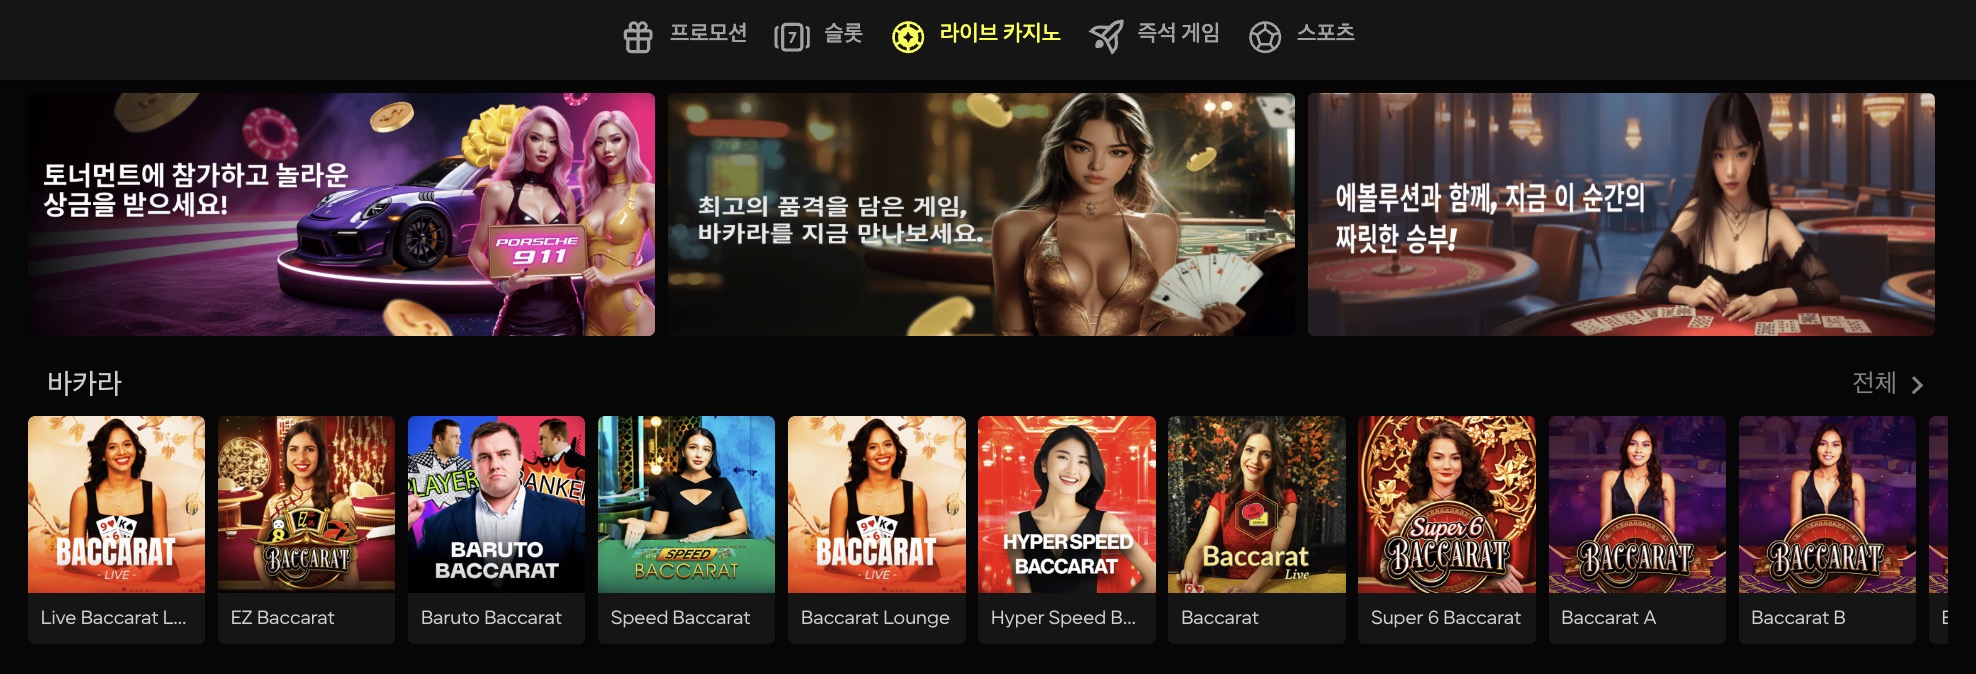 프로모션
슬롯
라이브 카지노
즉석 게임
스포츠
토너먼트에 참가하고 놀라운
상금을 받으세요!
PORSCHE
911
최고의 품격을 담은 게임,
바카라를 지금 만나보세요.
에볼루션과 함께, 지금 이 순간의
짜릿한 승부!
바카라
전체
BACCARAT
- LIVE -
Live Baccarat L...
EZ
BACCARAT
EZ Baccarat
PLAYER
BANKE
BARUTO
BACCARAT
Baruto Baccarat
SPEED
BACCARAT
Speed Baccarat
BACCARAT
- LIVE -
Baccarat Lounge
HYPER SPEED
BACCARAT
Hyper Speed B...
Baccarat
Live
Baccarat
Super 6
BACCARAT
Super 6 Baccarat
BACCARAT
Baccarat A
BACCARAT
Baccarat B